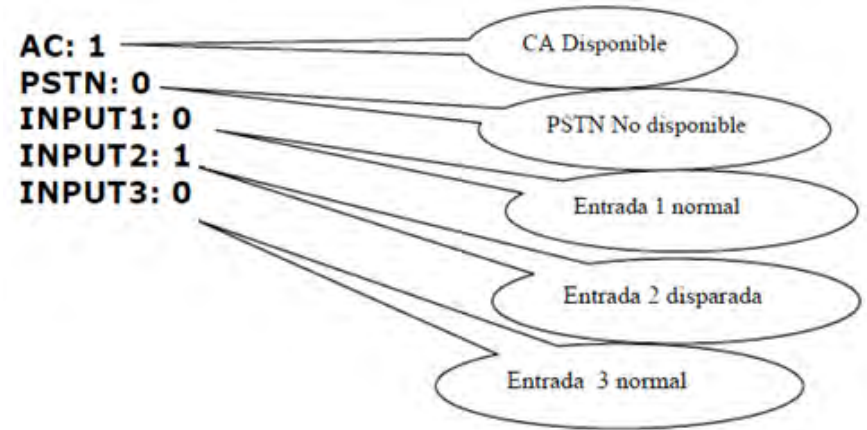 AC: 1
PSTN: 0
INPUT1: 0
INPUT2: 1
INPUT3: 0
CA Disponible
PSTN No disponible
Entrada 1 normal
Entrada 2 disparada
Entrada 3 normal